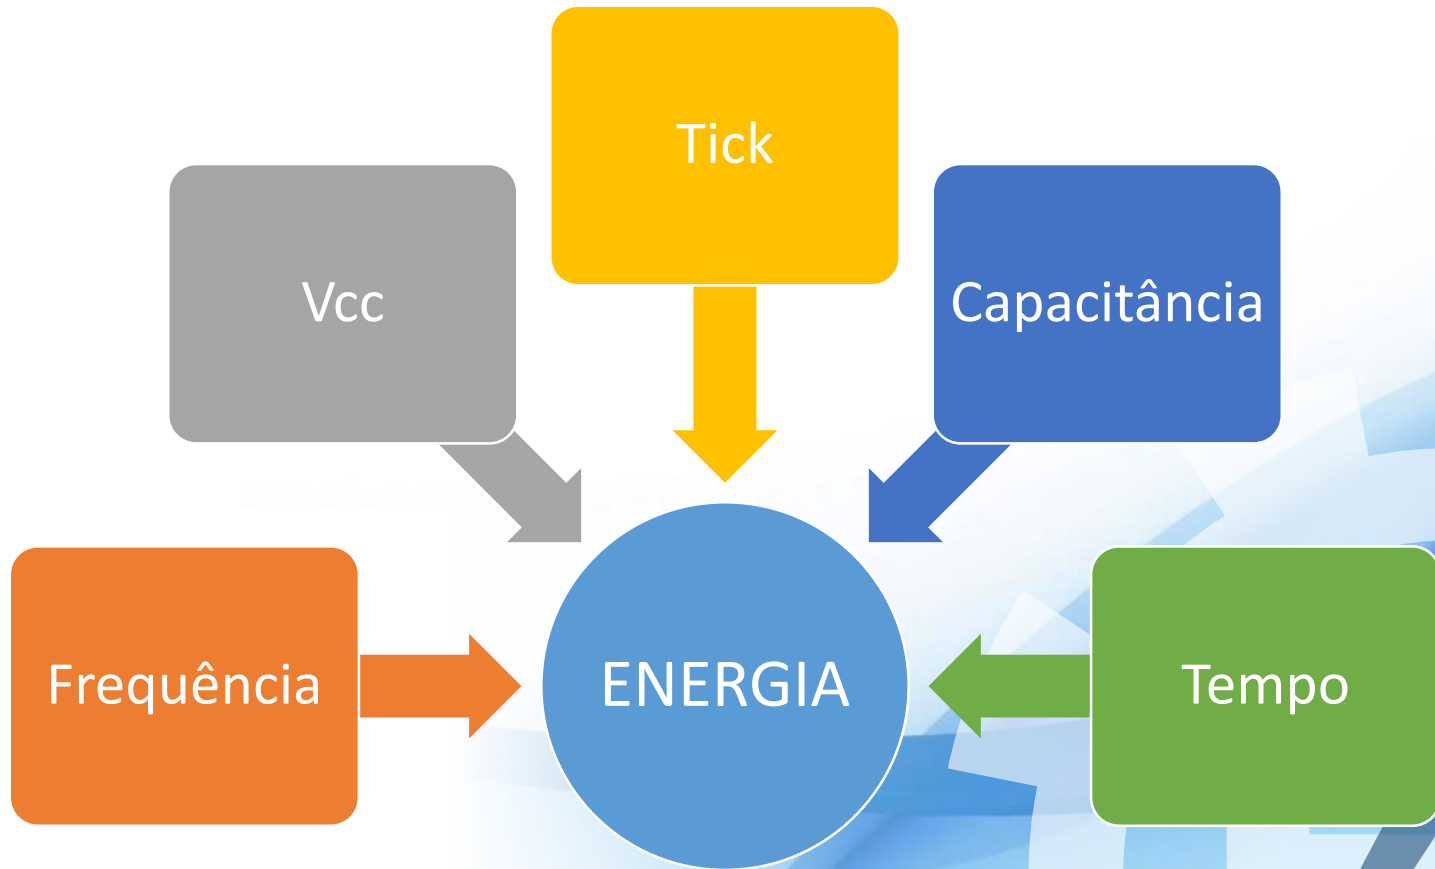 Tick
Vcc
Capacitância
Frequência
ENERGIA
Tempo